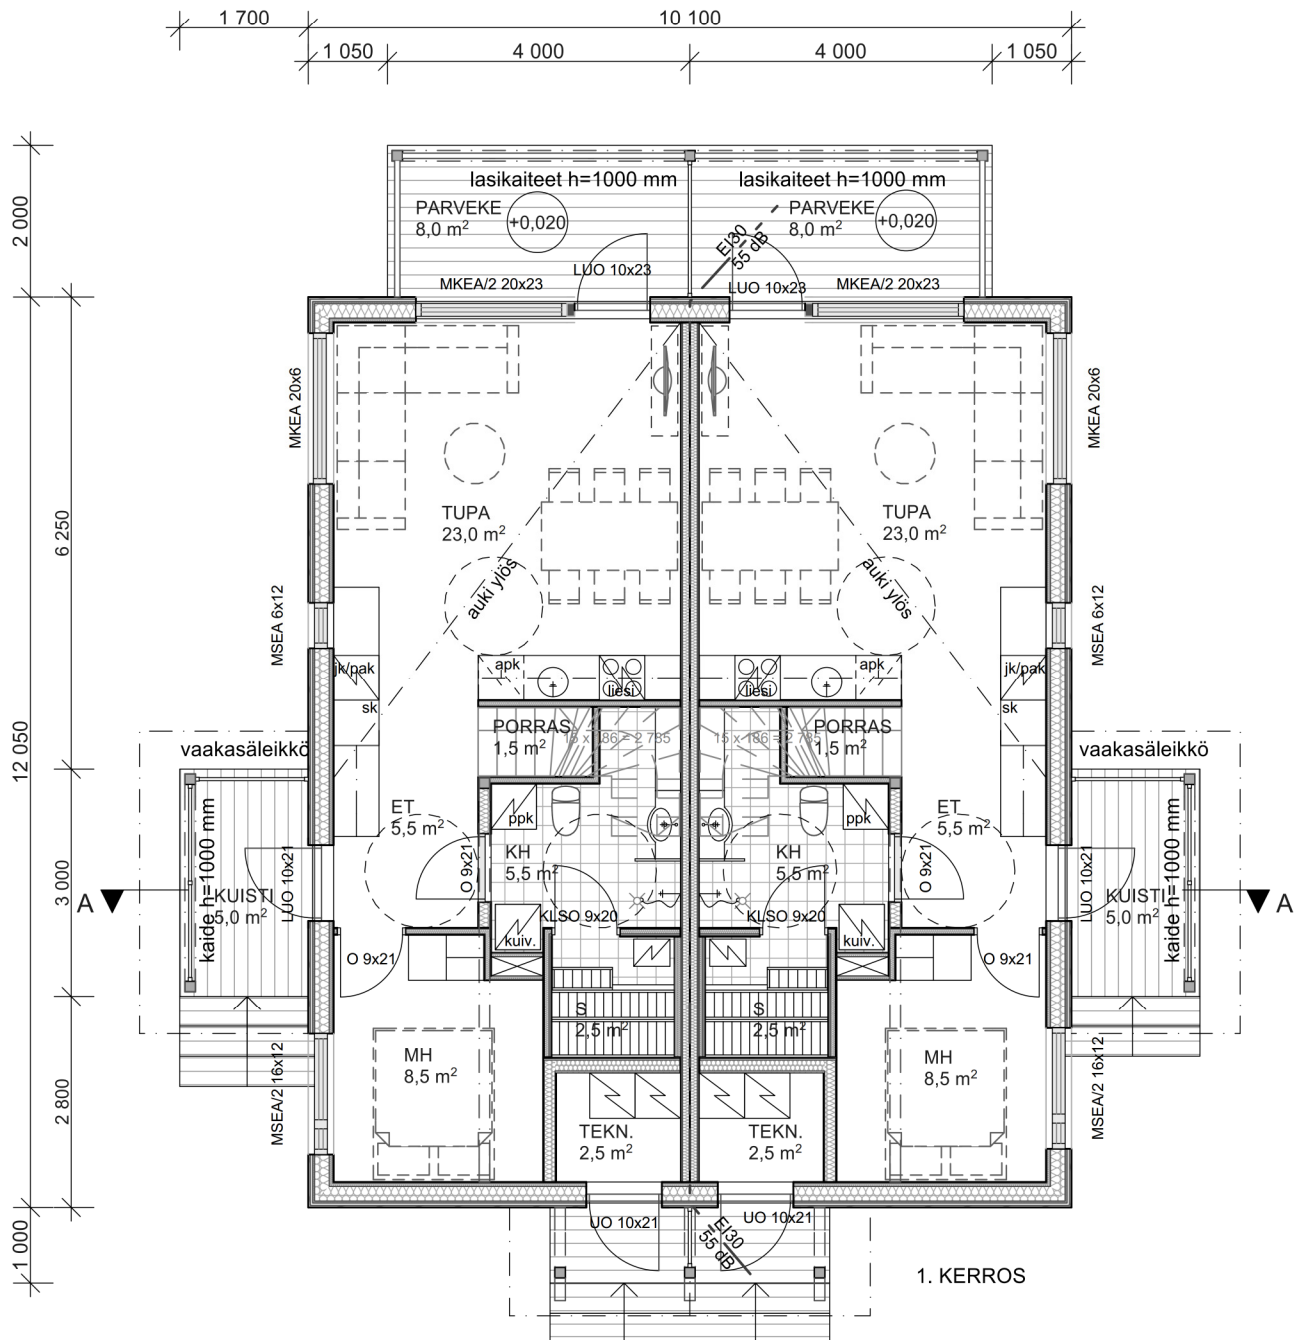 1 700
10 100
1 050
4 000
4 000
1 050
2 000
lasikaiteet h=1000 mm
lasikaiteet h=1000 mm
PARVEKE
8,0 m²
+0,020
PARVEKE
8,0 m²
+0,020
EI30
55 dB
LUO 10x23
LUO 10x23
MKEA/2 20x23
MKEA/2 20x23
MKEA 20x6
MKEA 20x6
6 250
12 050
TUPA
23,0 m²
TUPA
23,0 m²
auki ylös
auki ylös
MSEA 6x12
MSEA 6x12
jk/pak
sk
apk
liesi
liesi
apk
jk/pak
sk
PORRAS
1,5 m²
15 x 186 = 2 785
15 x 186 = 2 785
PORRAS
1,5 m²
vaakasäleikkö
vaakasäleikkö
ET
5,5 m²
ppk
ppk
ET
5,5 m²
KH
5,5 m²
KH
5,5 m²
O 9x21
O 9x21
3 000
A
kaide h=1000 mm
KUISTI
5,0 m²
LUO 10x21
LUO 10x21
KUISTI
5,0 m²
kaide h=1000 mm
A
KLSO 9x20
KLSO 9x20
kuiv.
kuiv.
O 9x21
O 9x21
S
2,5 m²
S
2,5 m²
MH
8,5 m²
MH
8,5 m²
MSEA/2 16x12
MSEA/2 16x12
2 800
TEKN.
2,5 m²
TEKN.
2,5 m²
UO 10x21
UO 10x21
EI30
55 dB
1 000
1. KERROS